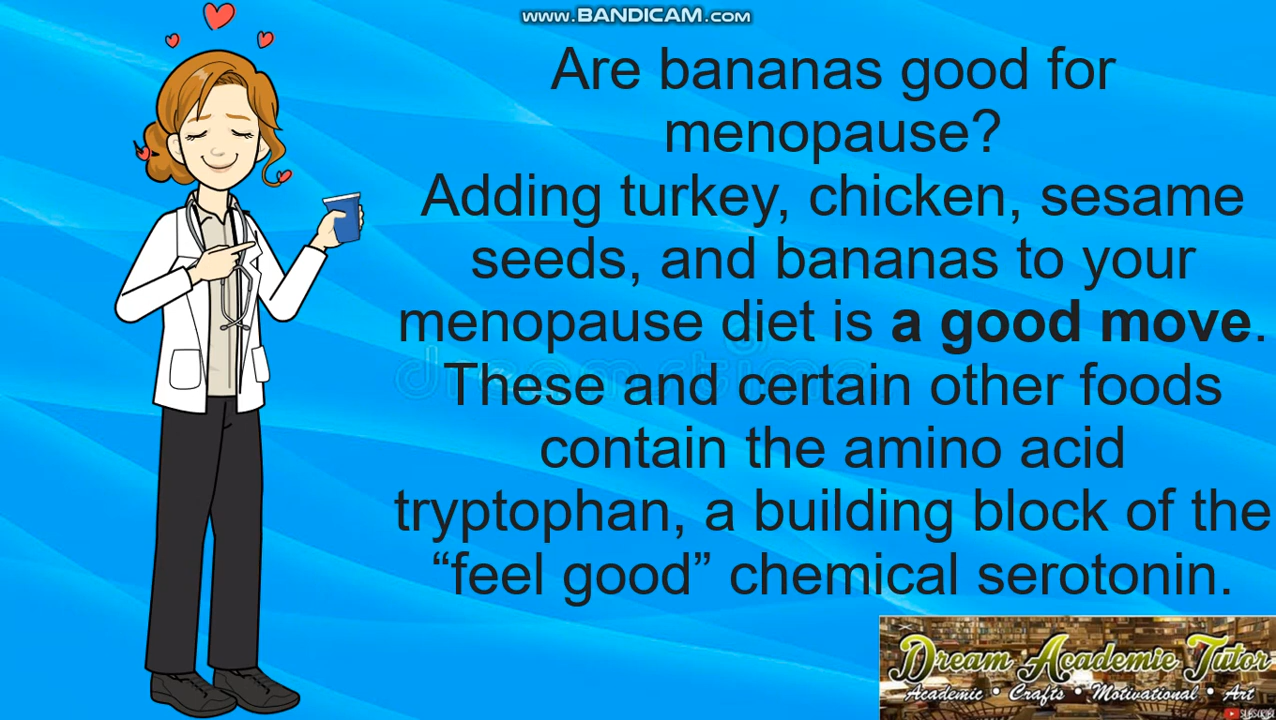 www.BANDICAM.com
Are bananas good for
menopause?
Adding turkey, chicken, sesame
seeds, and bananas to your
menopause diet is a good move.
These and certain other foods
contain the amino acid
tryptophan, a building block of the
“feel good” chemical serotonin.
dreamstime
Dream Academic Tutor
Academic • Crafts • Motivational • Art
SUBSCRIBE